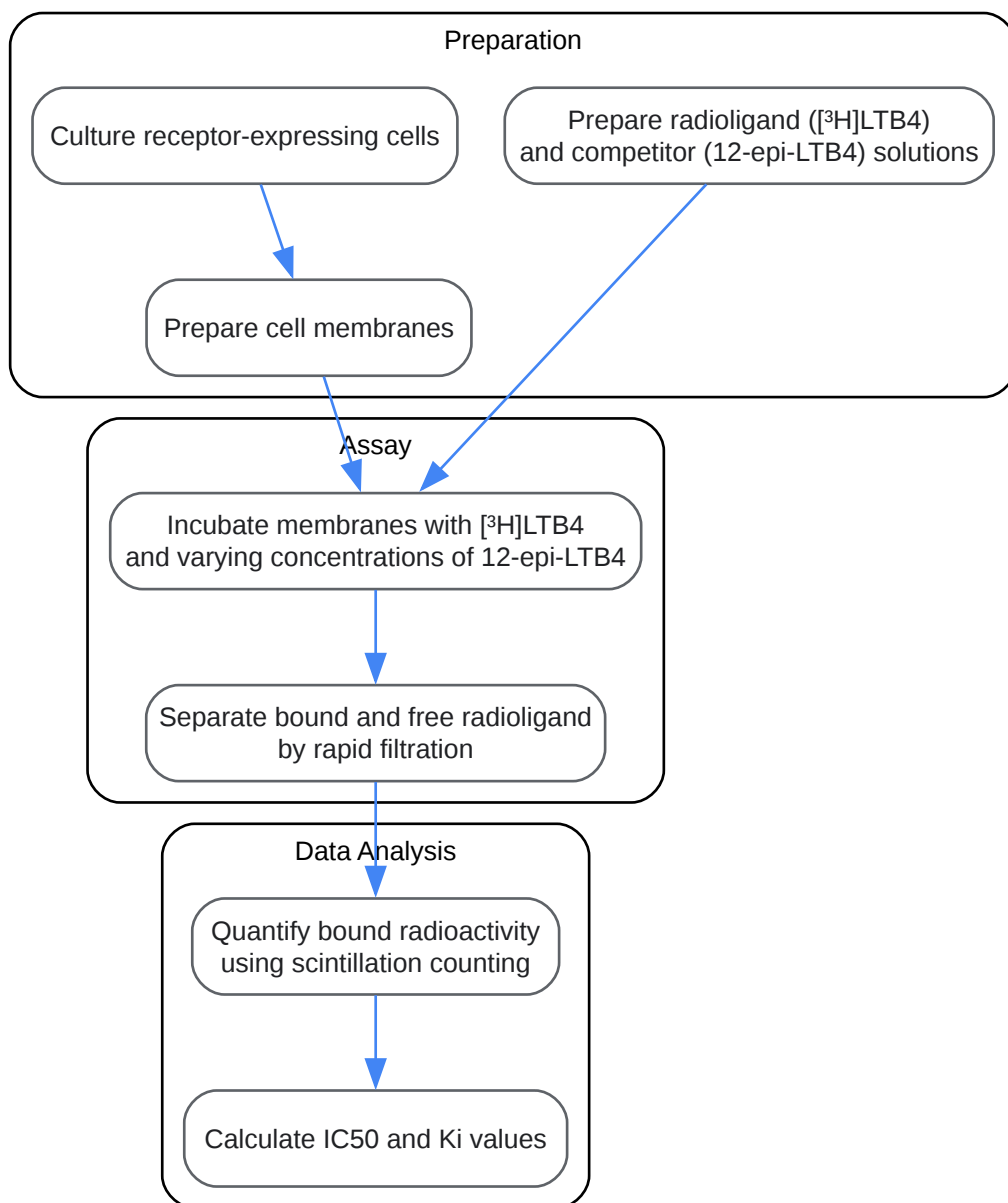 Preparation
Culture receptor-expressing cells
Prepare radioligand ([³H]LTB4)
and competitor (12-epi-LTB4) solutions
Prepare cell membranes
Assay
Incubate membranes with [³H]LTB4
and varying concentrations of 12-epi-LTB4
Separate bound and free radioligand
by rapid filtration
Data Analysis
Quantify bound radioactivity
using scintillation counting
Calculate IC50 and Ki values